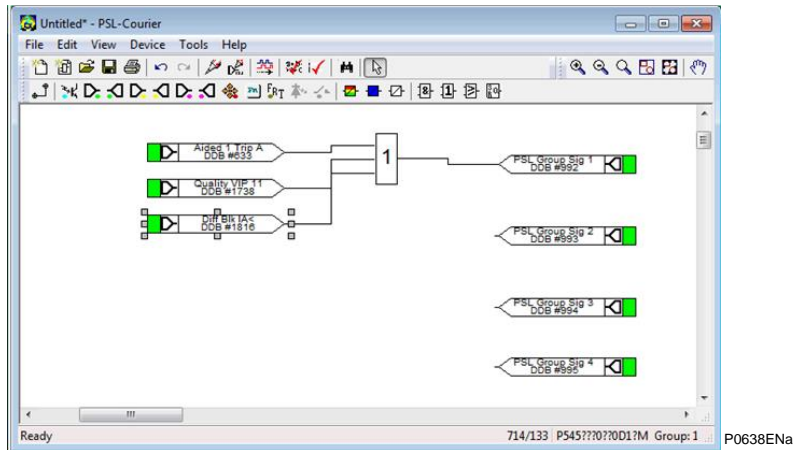 Untitled* - PSL-Courier
File Edit View Device Tools Help
Aided 1 Trip A
DDB #633
1
PSL Group Sig 1
DDB #992
Quality VIP 11
DDB #1738
Diff Blk IA<
DDB #1816
PSL Group Sig 2
DDB #993
PSL Group Sig 3
DDB #994
PSL Group Sig 4
DDB #995
Ready 714/133 P545???0??0D1?M Group: 1
P0638ENa